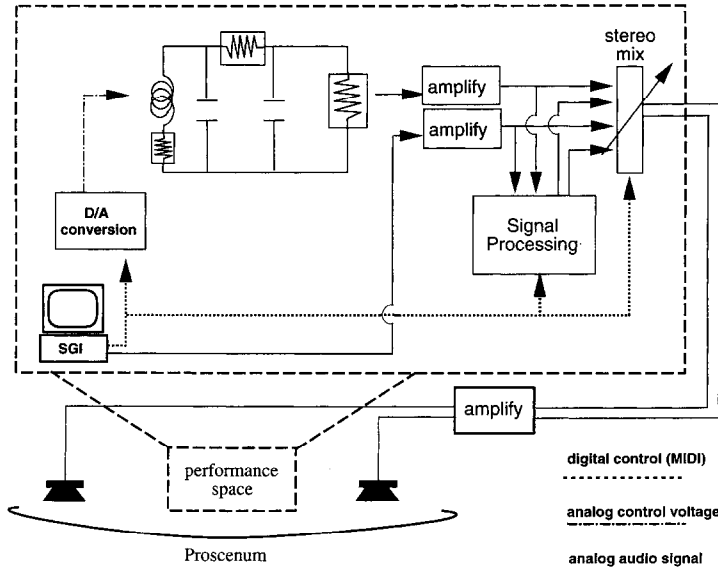 stereo
mix
amplify
amplify
D/A
conversion
Signal
Processing
SGI
amplify
performance
space
digital control (MIDI)
analog control voltage
analog audio signal
Proscenum